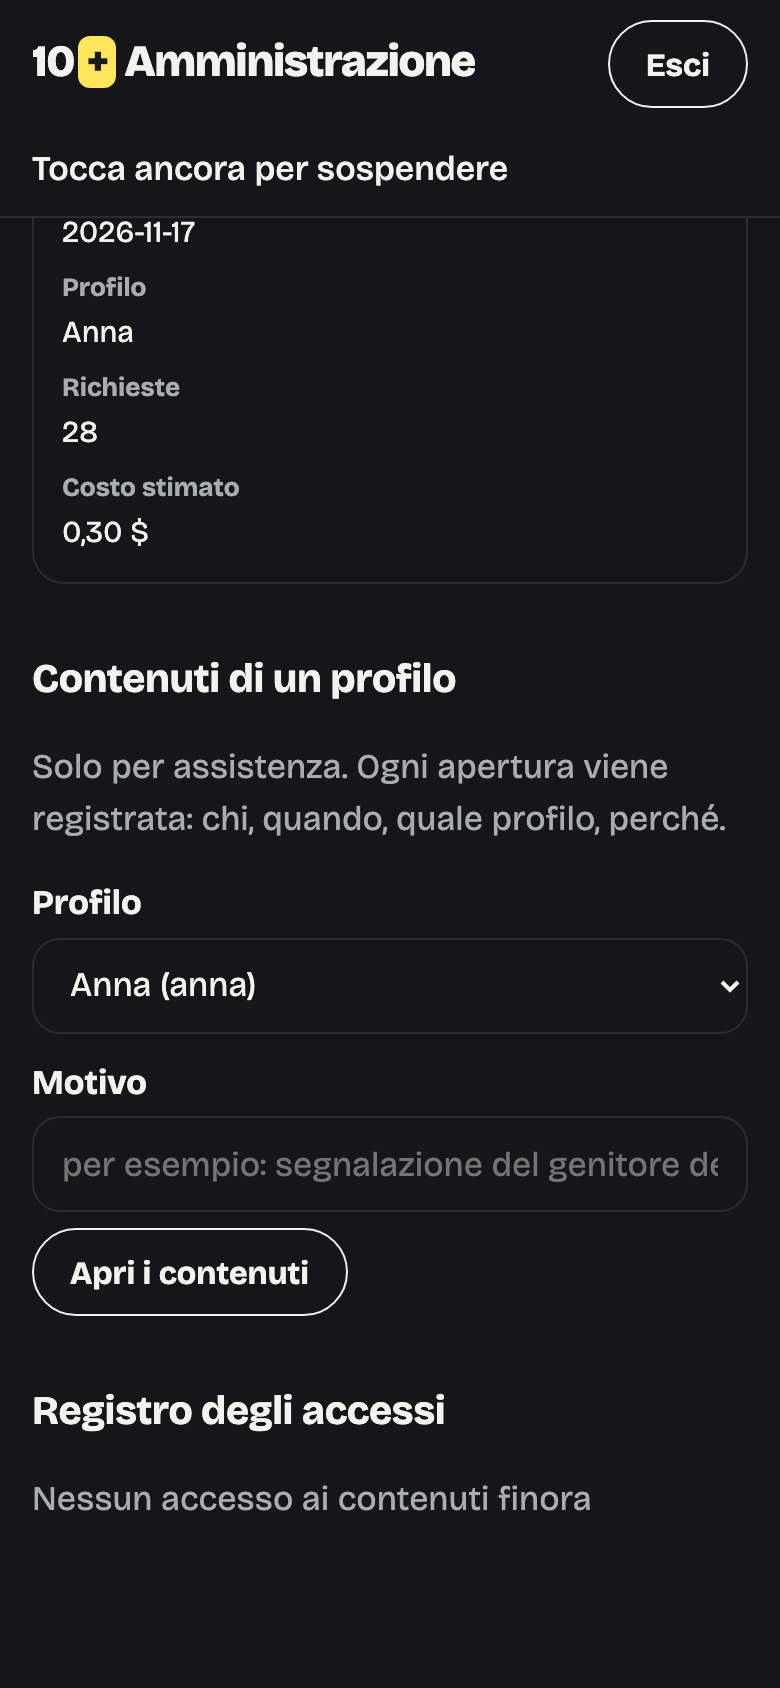 10+ Amministrazione
Esci
Tocca ancora per sospendere
2026-11-17
Profilo
Anna
Richieste
28
Costo stimato
0,30 $
Contenuti di un profilo
Solo per assistenza. Ogni apertura viene
registrata: chi, quando, quale profilo, perché.
Profilo
Anna (anna)
Motivo
per esempio: segnalazione del genitore de
Apri i contenuti
Registro degli accessi
Nessun accesso ai contenuti finora